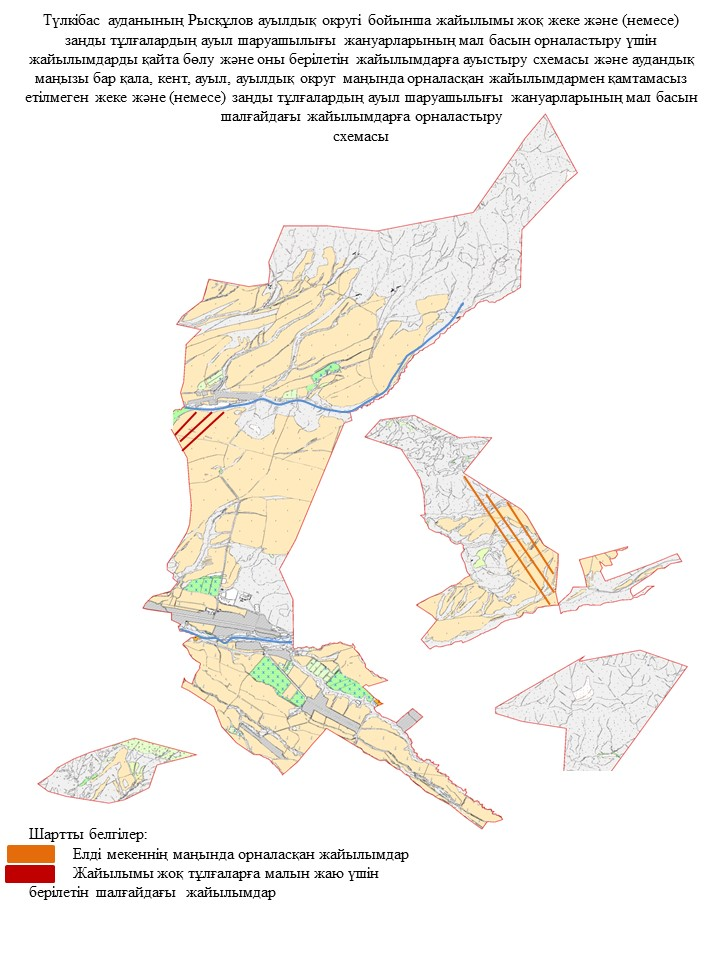 Түлкібас ауданының Рысқұлов ауылдық округі бойынша жайылымы жоқ жеке және (немесе)
заңды тұлғалардың ауыл шаруашылығы жануарларының мал басын орналастыру үшін
жайылымдарды қайта бөлу және оны берілетін жайылымдарға ауыстыру схемасы және аудандық
маңызы бар қала, кент, ауыл, ауылдық округ маңында орналасқан жайылымдармен қамтамасыз
етілмеген жеке және (немесе) заңды тұлғалардың ауыл шаруашылығы жануарларының мал басын
шалғайдағы жайылымдарға орналастыру
схемасы
Шартты белгілер:
Елді мекеннің маңында орналасқан жайылымдар
Жайылымы жоқ тұлғаларға малын жаю үшін
берілетін шалғайдағы жайылымдар